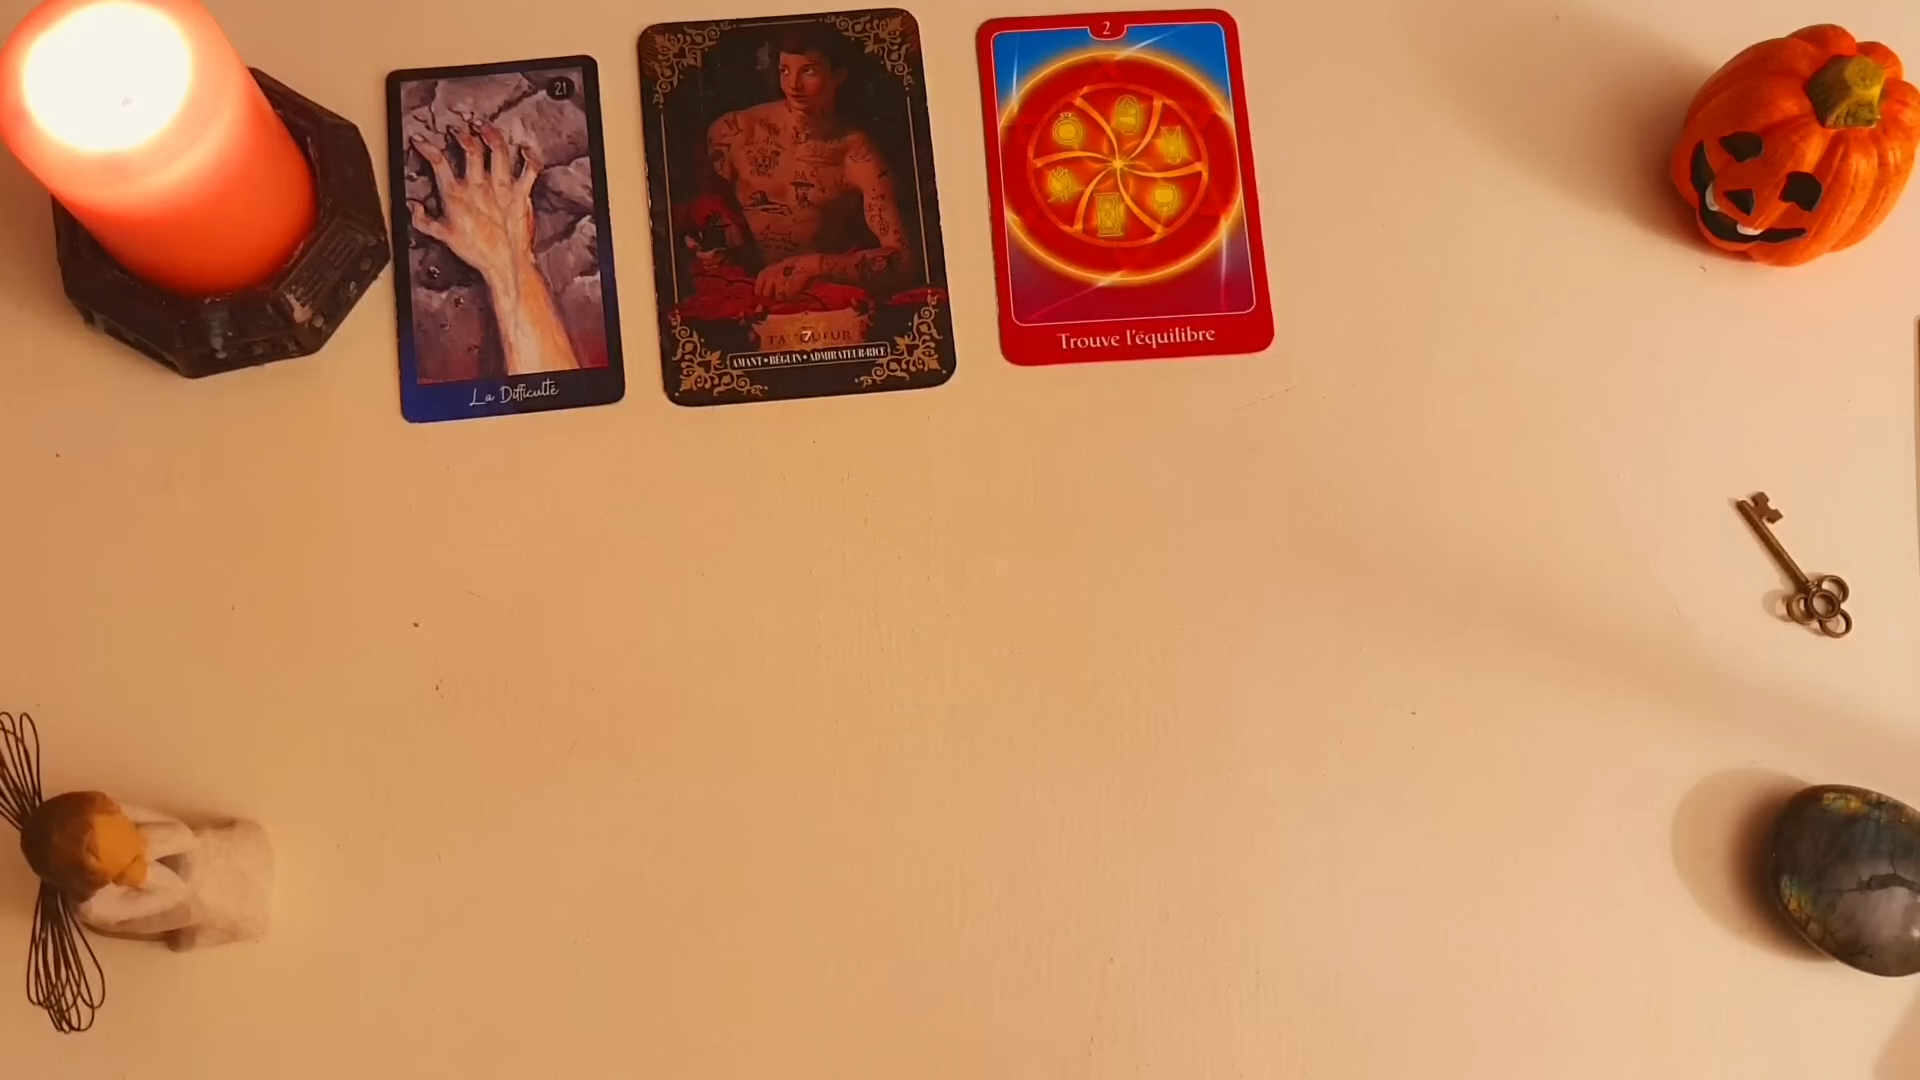 21
La Difficulté
7
AMANT • BÉGUIN • ADMIRATEUR·RICE
2
Trouve l'équilibre